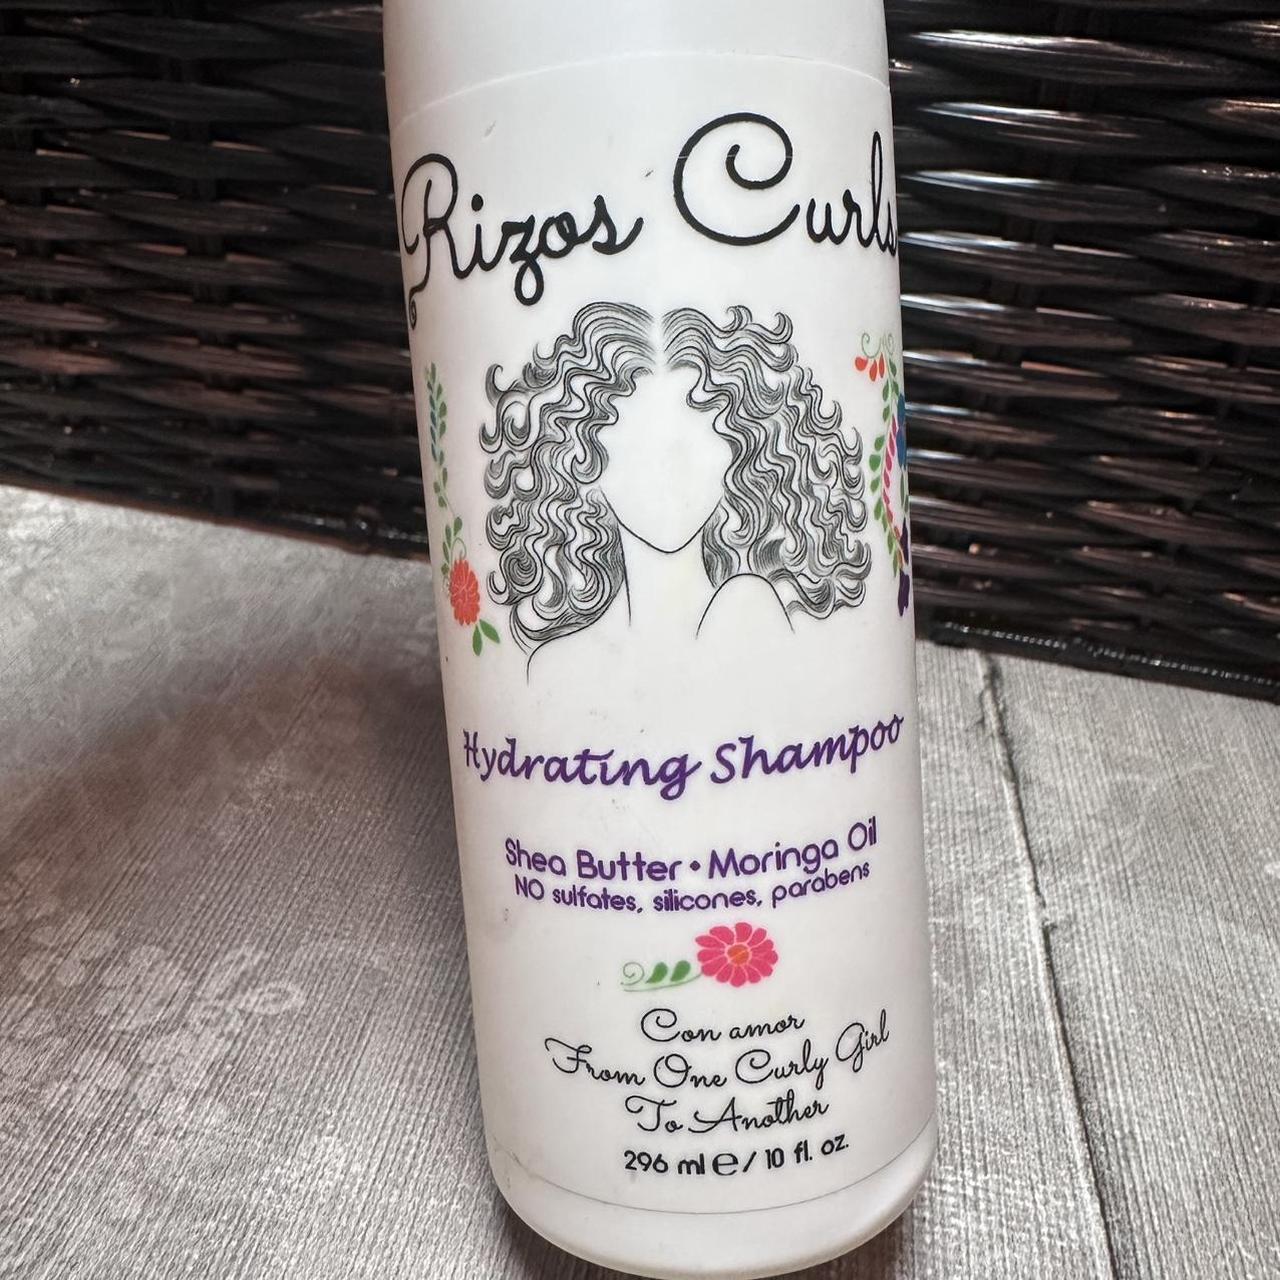 Rizos Curls
Hydrating Shampoo
Shea Butter • Moringa Oil
NO sulfates, silicones, parabens
Con amor
From One Curly Girl
To Another
296 ml ℮ / 10 fl. oz.